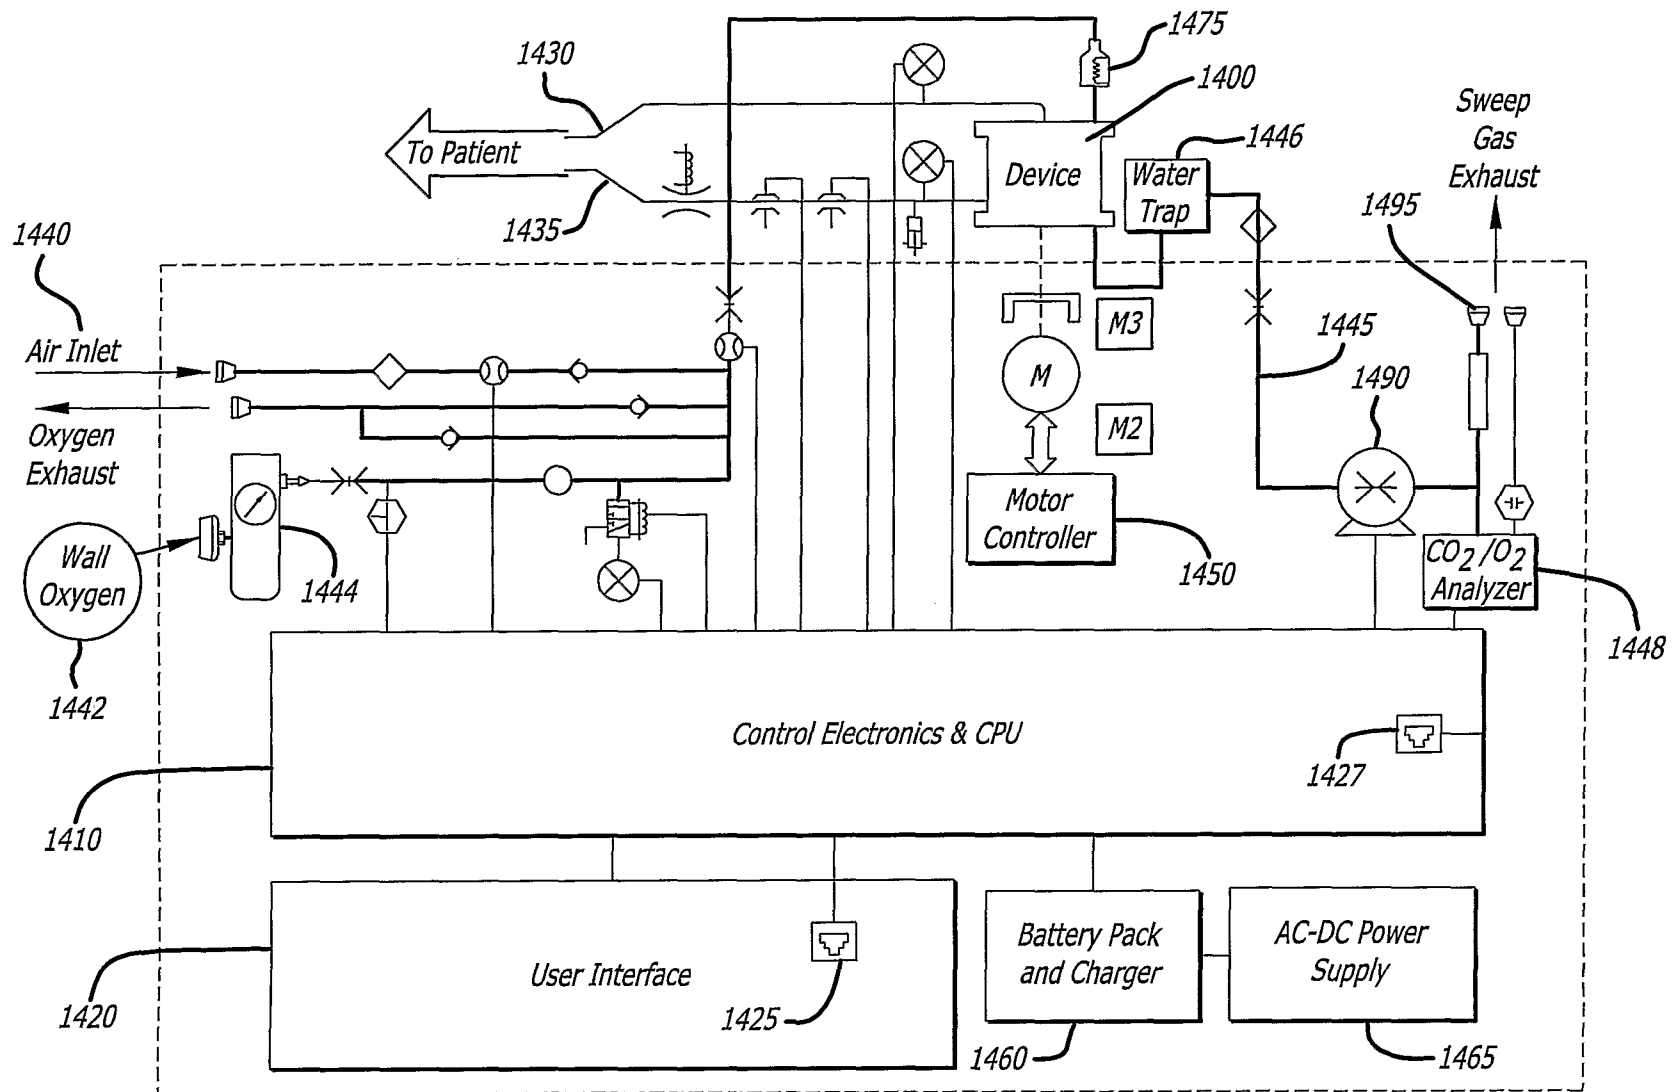 1475
1430
1400
Sweep
Gas
Exhaust
To Patient
1446
Device
Water
Trap
1495
1435
1440
Air Inlet
M3
1445
1490
M
Oxygen
Exhaust
M2
Motor
Controller
CO2/O2
Analyzer
Wall
Oxygen
1444
1450
1442
1448
Control Electronics & CPU
1427
1410
User Interface
1425
1420
Battery Pack
and Charger
AC-DC Power
Supply
1460
1465